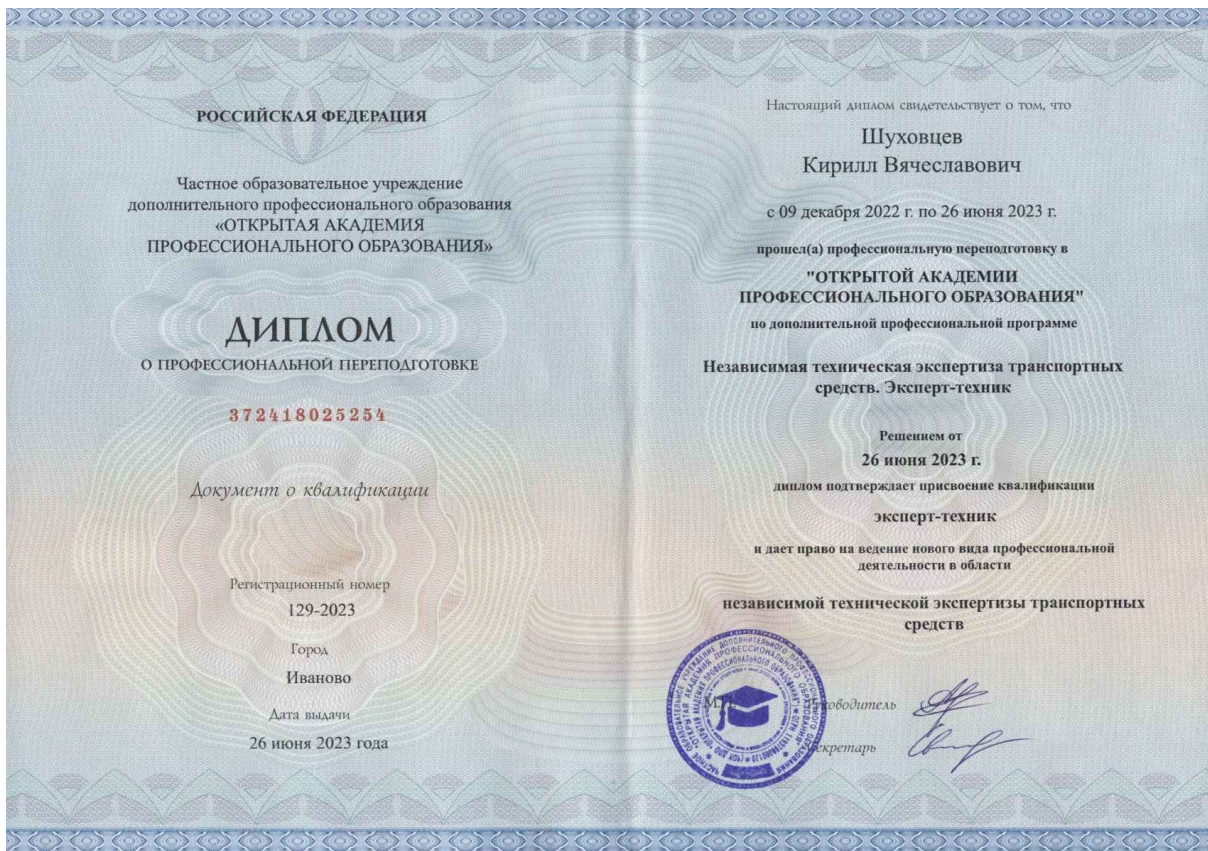 РОССИЙСКАЯ ФЕДЕРАЦИЯ
Частное образовательное учреждение
дополнительного профессионального образования
«ОТКРЫТАЯ АКАДЕМИЯ
ПРОФЕССИОНАЛЬНОГО ОБРАЗОВАНИЯ»
ДИПЛОМ
О ПРОФЕССИОНАЛЬНОЙ ПЕРЕПОДГОТОВКЕ
372418025254
Документ о квалификации
Регистрационный номер
129-2023
Город
Иваново
Дата выдачи
26 июня 2023 года
Настоящий диплом свидетельствует о том, что
Шуховцев
Кирилл Вячеславович
с 09 декабря 2022 г. по 26 июня 2023 г.
прошел(а) профессиональную переподготовку в
"ОТКРЫТОЙ АКАДЕМИИ
ПРОФЕССИОНАЛЬНОГО ОБРАЗОВАНИЯ"
по дополнительной профессиональной программе
Независимая техническая экспертиза транспортных
средств. Эксперт-техник
Решением от
26 июня 2023 г.
диплом подтверждает присвоение квалификации
эксперт-техник
и дает право на ведение нового вида профессиональной
деятельности в области
независимой технической экспертизы транспортных
средств
М.П.
Руководитель
Секретарь